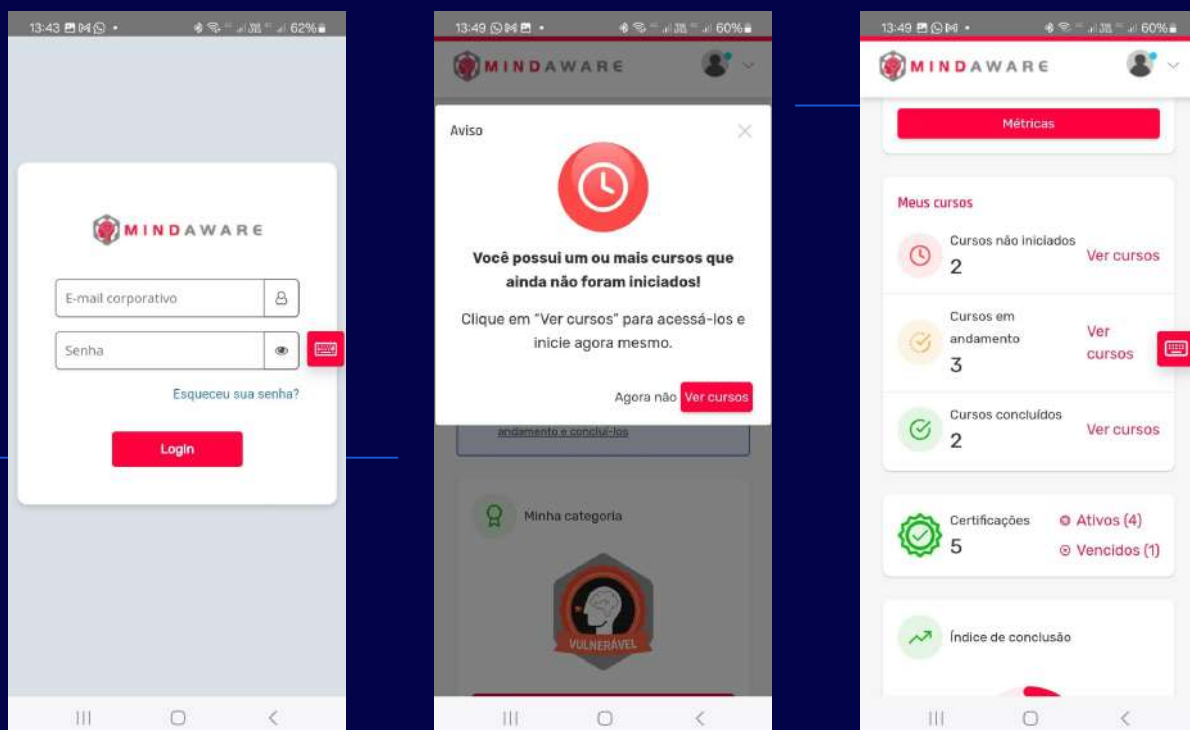 13:43
62%
MINDAWARE
E-mail corporativo
Senha
Esqueceu sua senha?
Login
13:49
60%
MINDAWARE
Aviso
Você possui um ou mais cursos que
ainda não foram iniciados!
Clique em "Ver cursos" para acessá-los e
inicie agora mesmo.
Agora não
Ver cursos
andamento e concluí-los
Minha categoria
VULNERÁVEL
13:49
60%
MINDAWARE
Métricas
Meus cursos
Cursos não iniciados
2
Ver cursos
Cursos em
andamento
3
Ver
cursos
Cursos concluídos
2
Ver cursos
Certificações
5
Ativos (4)
Vencidos (1)
Índice de conclusão